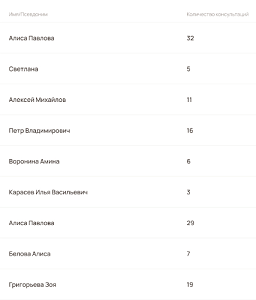 Имя/Псевдоним Количество консультаций
Алиса Павлова 32
Светлана 5
Алексей Михайлов 11
Петр Владимирович 16
Воронина Амина 6
Карасев Илья Васильевич 3
Алиса Павлова 29
Белова Алиса 7
Григорьева Зоя 19